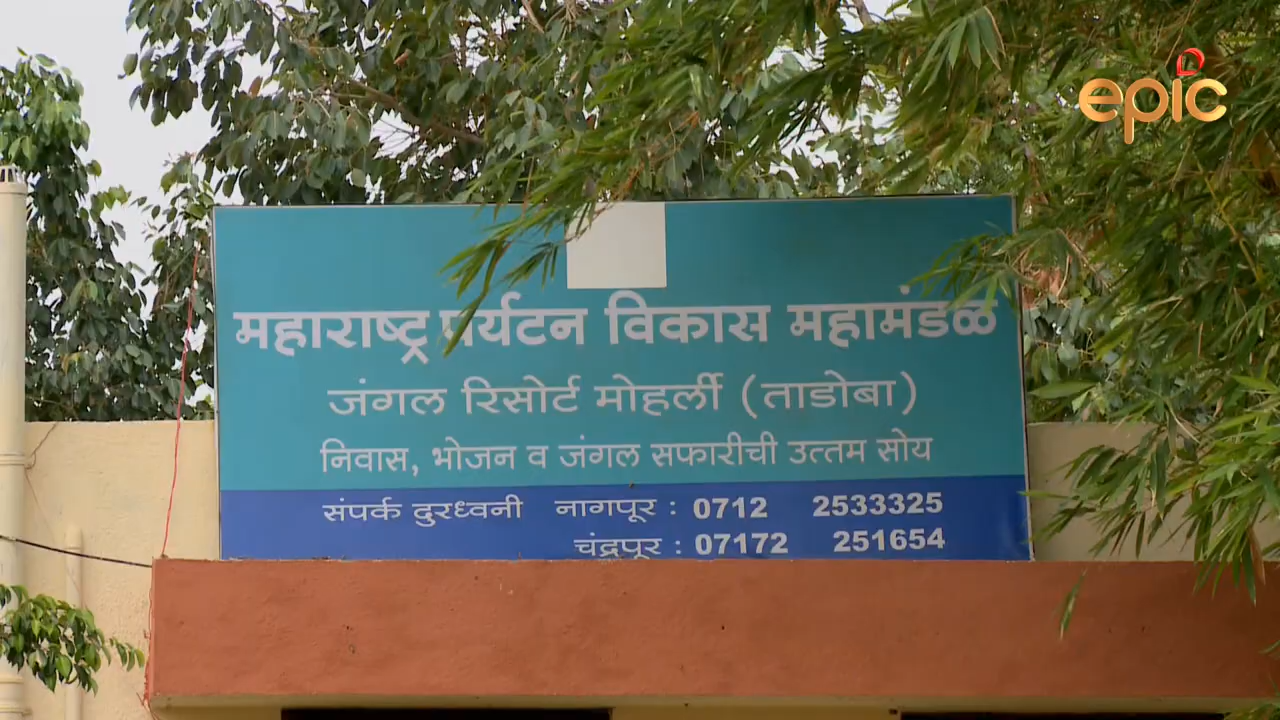 epic
महाराष्ट्र पर्यटन विकास महामंडळ
जंगल रिसोर्ट मोहर्ली (ताडोबा)
निवास, भोजन व जंगल सफारीची उत्तम सोय
संपर्क दुरध्वनी नागपूर : 0712 2533325
चंद्रपूर : 07172 251654